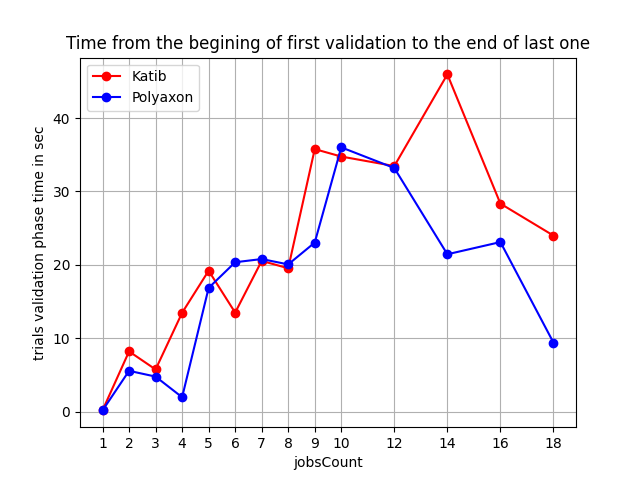 Time from the begining of first validation to the end of last one
Katib
Polyaxon
trials validation phase time in sec
40
30
20
10
0
1 2 3 4 5 6 7 8 9 10 12 14 16 18
jobsCount